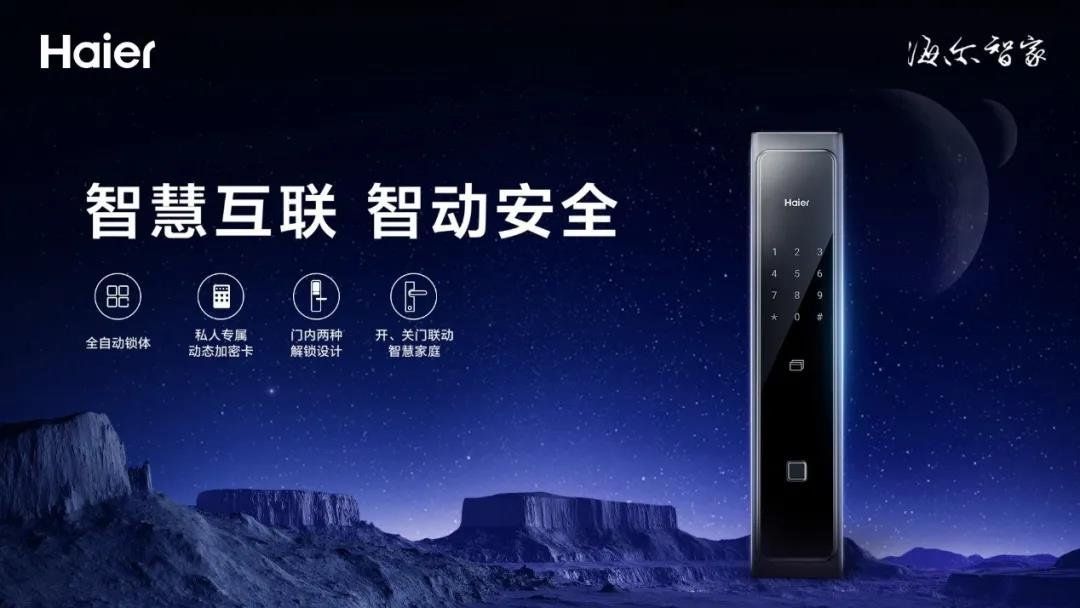 Haier
海尔智家
智慧互联 智动安全
全自动锁体
私人专属
动态加密卡
门内两种
解锁设计
开、关门联动
智慧家庭
Haier
1 2 3
4 5 6
7 8 9
* 0 #